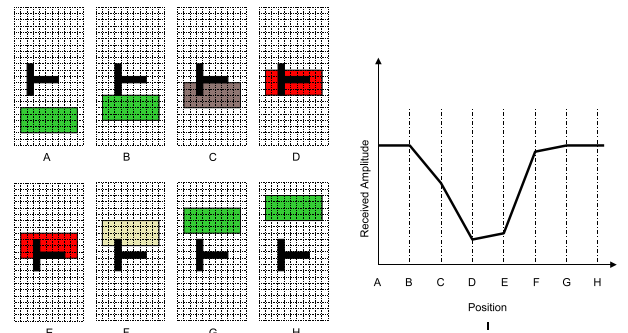 A B C D
E F G H
Received Amplitude
A B C D E F G H
Position
I